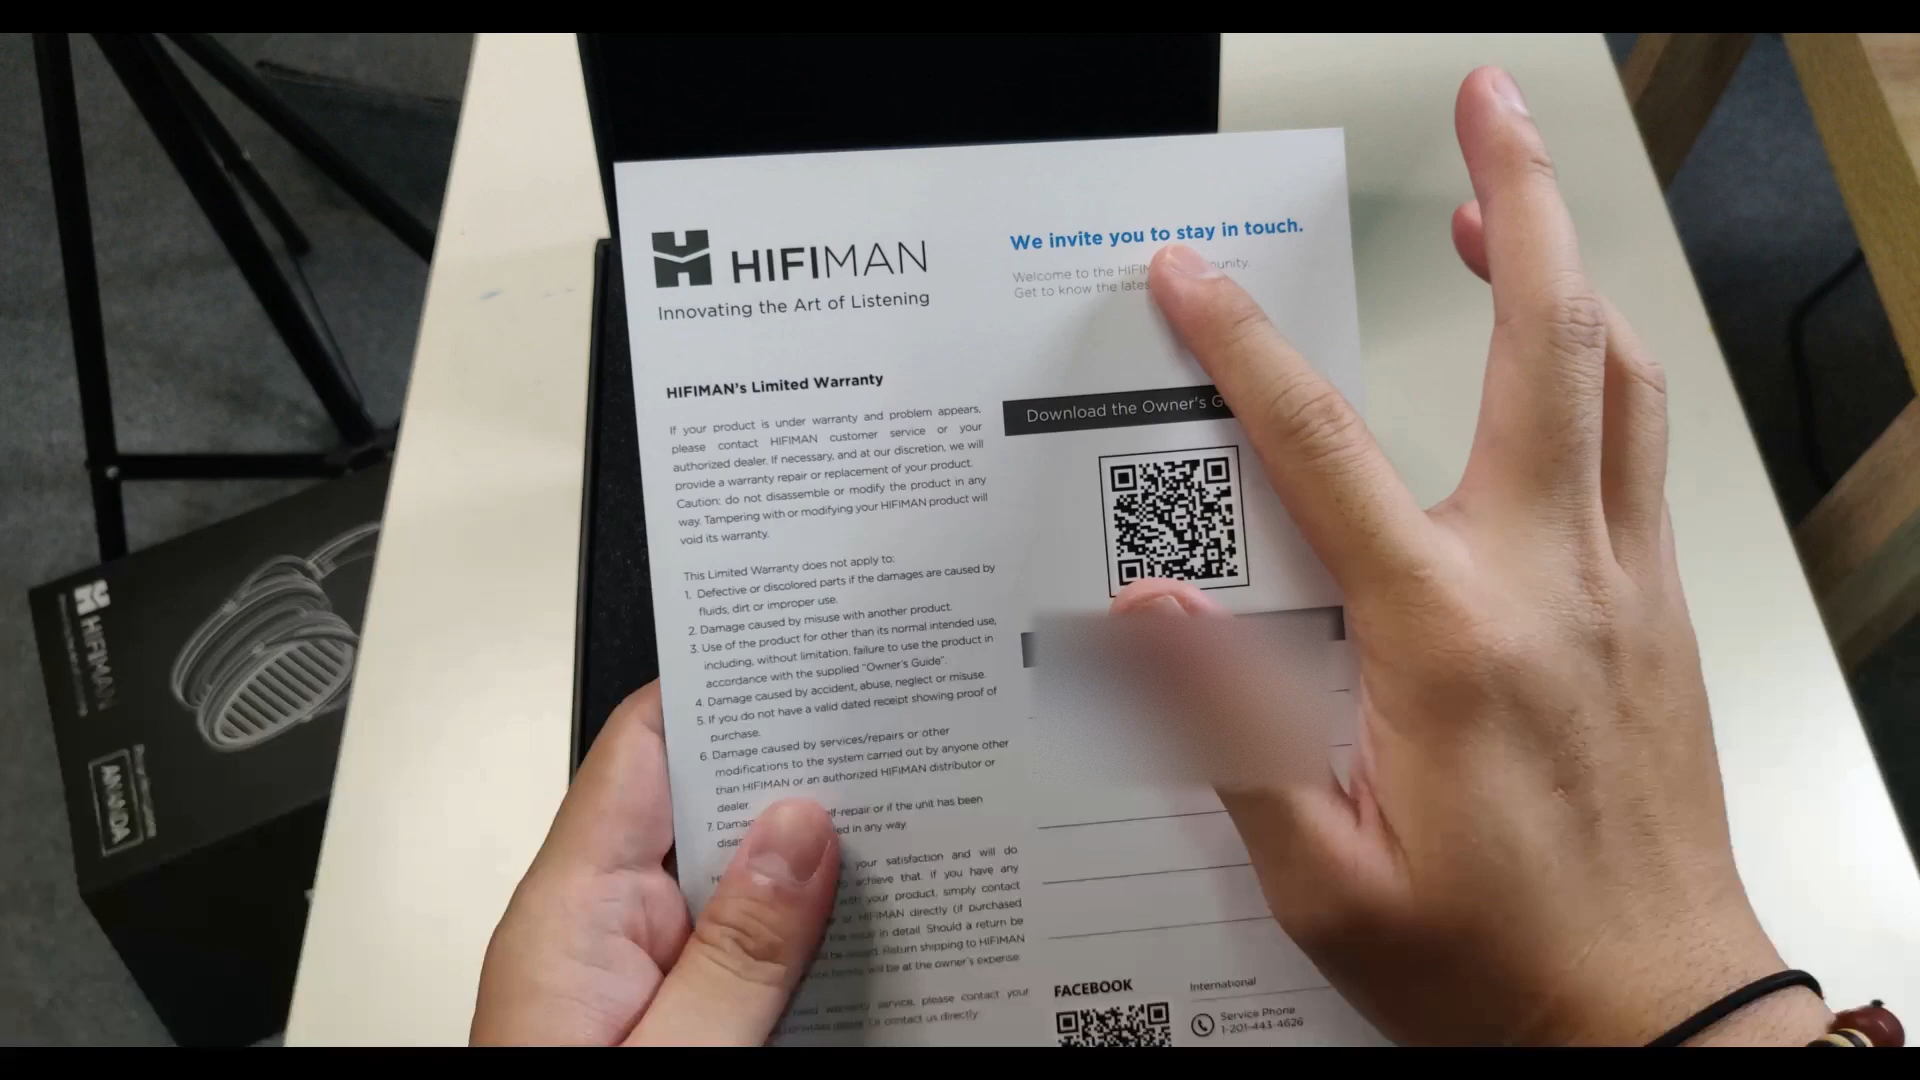 HIFIMAN
Innovating the Art of Listening
We invite you to stay in touch.
Welcome to the
Get to know the
HIFIMAN's Limited Warranty
If your product is under warranty and problem appears,
please contact HIFIMAN customer service or your
authorized dealer. If necessary, and at our discretion, we will
provide a warranty repair or replacement of your product.
Caution: do not disassemble or modify the product in any
way. Tampering with or modifying your HIFIMAN product will
void its warranty.
This Limited Warranty does not apply to:
1. Defective or discolored parts if the damages are caused by
fluids, dirt or improper use.
2. Damage caused by misuse with another product.
3. Use of the product for other than its normal intended use,
including, without limitation, failure to use the product in
accordance with the supplied "Owner's Guide".
4. Damage caused by accident, abuse, neglect or misuse.
5. If you do not have a valid dated receipt showing proof of
purchase.
6. Damage caused by services/repairs or other
modifications to the system carried out by anyone other
than HIFIMAN or an authorized HIFIMAN distributor or
dealer.
7. or if the unit has been
in any way.
your satisfaction and will do
achieve that. If you have any
with your product, simply contact
or HIFIMAN directly (if purchased
in detail. Should a return be
Return shipping to HIFIMAN
will be at the owner's expense.
warranty service, please contact your
or contact us directly.
Download the Owner's
FACEBOOK
International
Service Phone
1-201-443-4626
HIFIMAN
ANANDA